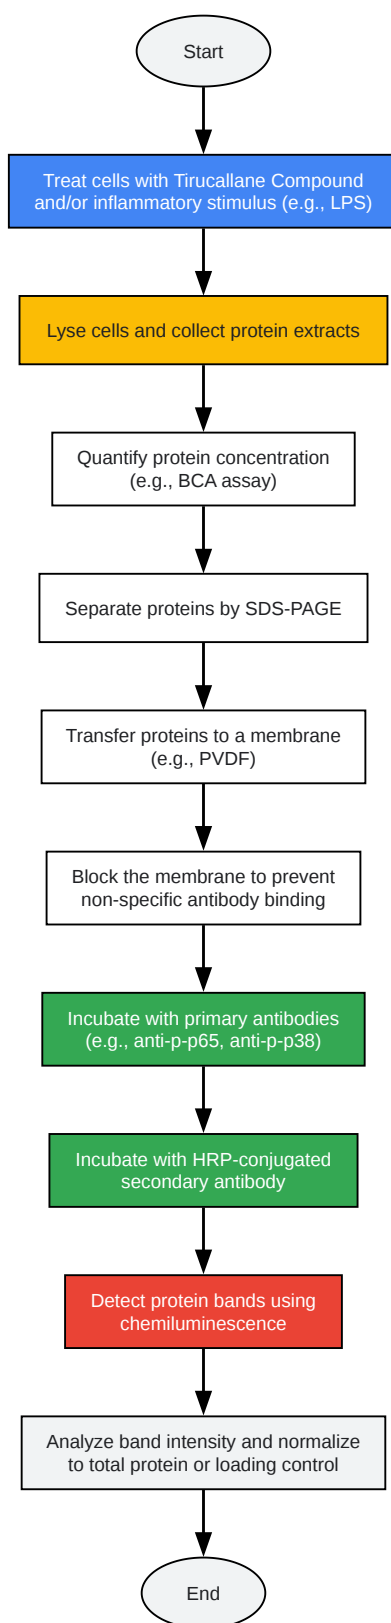 Start
Treat cells with Tirucallane Compound
and/or inflammatory stimulus (e.g., LPS)
Lyse cells and collect protein extracts
Quantify protein concentration
(e.g., BCA assay)
Separate proteins by SDS-PAGE
Transfer proteins to a membrane
(e.g., PVDF)
Block the membrane to prevent
non-specific antibody binding
Incubate with primary antibodies
(e.g., anti-p-p65, anti-p-p38)
Incubate with HRP-conjugated
secondary antibody
Detect protein bands using
chemiluminescence
Analyze band intensity and normalize
to total protein or loading control
End